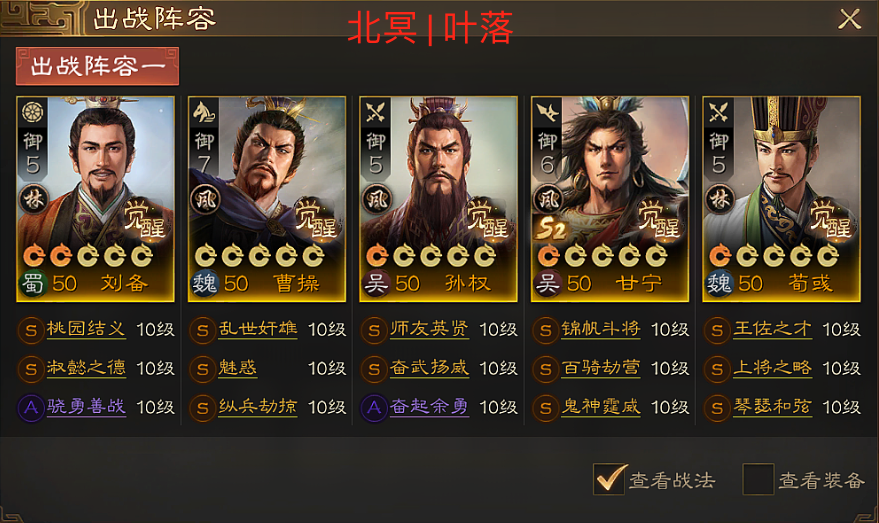 出战阵容
北冥|叶落
出战阵容一
御 5 林 觉醒 蜀 50 刘备
御 7 风 觉醒 魏 50 曹操
御 5 风 觉醒 吴 50 孙权
御 6 风 S2 觉醒 吴 50 甘宁
御 5 林 觉醒 魏 50 荀彧
S 桃园结义 10级 S 乱世奸雄 10级 S 师友英贤 10级 S 锦帆斗将 10级 S 王佐之才 10级
S 淑懿之德 10级 S 魅惑 10级 S 奋武扬威 10级 S 百骑劫营 10级 S 上将之略 10级
A 骁勇善战 10级 S 纵兵劫掠 10级 A 奋起余勇 10级 S 鬼神霆威 10级 S 琴瑟和弦 10级
查看战法 查看装备